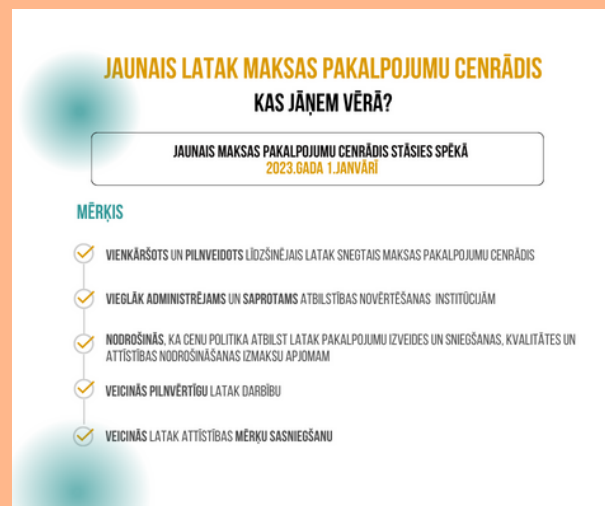 JAUNAIS LATAK MAKSAS PAKALPOJUMU CENRĀDIS
KAS JĀŅEM VĒRĀ?
JAUNAIS MAKSAS PAKALPOJUMU CENRĀDIS STĀSIES SPĒKĀ
2023.GADA 1.JANVĀRĪ
MĒRĶIS
VIENKĀRŠOTS UN PILNVEIDOTS LĪDZŠINĒJAIS LATAK SNEGTAIS MAKSAS PAKALPOJUMU CENRĀDIS
VIEGLĀK ADMINISTRĒJAMS UN SAPROTAMS ATBILSTĪBAS NOVĒRTĒŠANAS INSTITŪCIJĀM
NODROŠINĀS, KA CENU POLITIKA ATBILST LATAK PAKALPOJUMU IZVEIDES UN SNIEGŠANAS, KVALITĀTES UN
ATTĪSTĪBAS NODROŠINĀŠANAS IZMAKSU APJOMAM
VEICINĀS PILNVĒRTĪGU LATAK DARBĪBU
VEICINĀS LATAK ATTĪSTĪBAS MĒRĶU SASNIEGŠANU